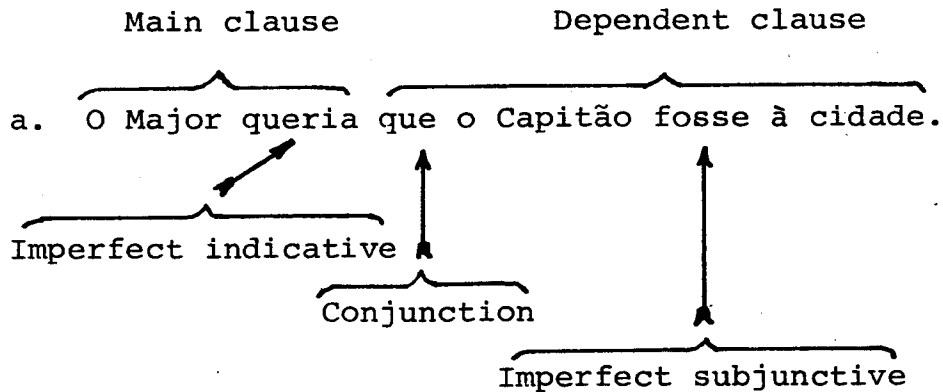 Main clause Dependent clause
a. O Major queria que o Capitão fosse à cidade.
Imperfect indicative
Conjunction
Imperfect subjunctive